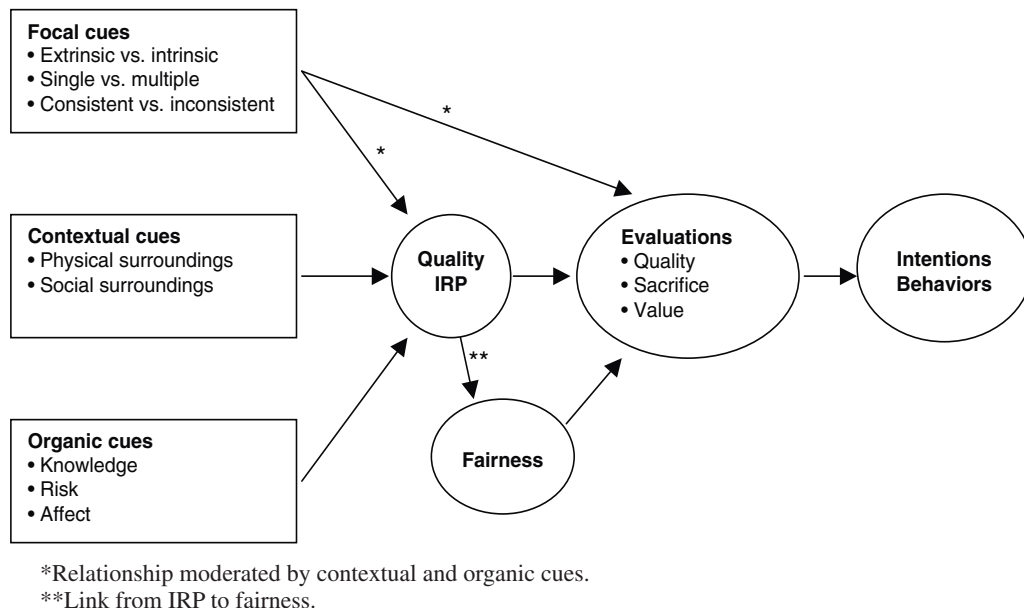 Focal cues
• Extrinsic vs. intrinsic
• Single vs. multiple
• Consistent vs. inconsistent
*
*
Contextual cues
• Physical surroundings
• Social surroundings
Quality
IRP
Evaluations
• Quality
• Sacrifice
• Value
Intentions
Behaviors
**
Organic cues
• Knowledge
• Risk
• Affect
Fairness
*Relationship moderated by contextual and organic cues.
**Link from IRP to fairness.